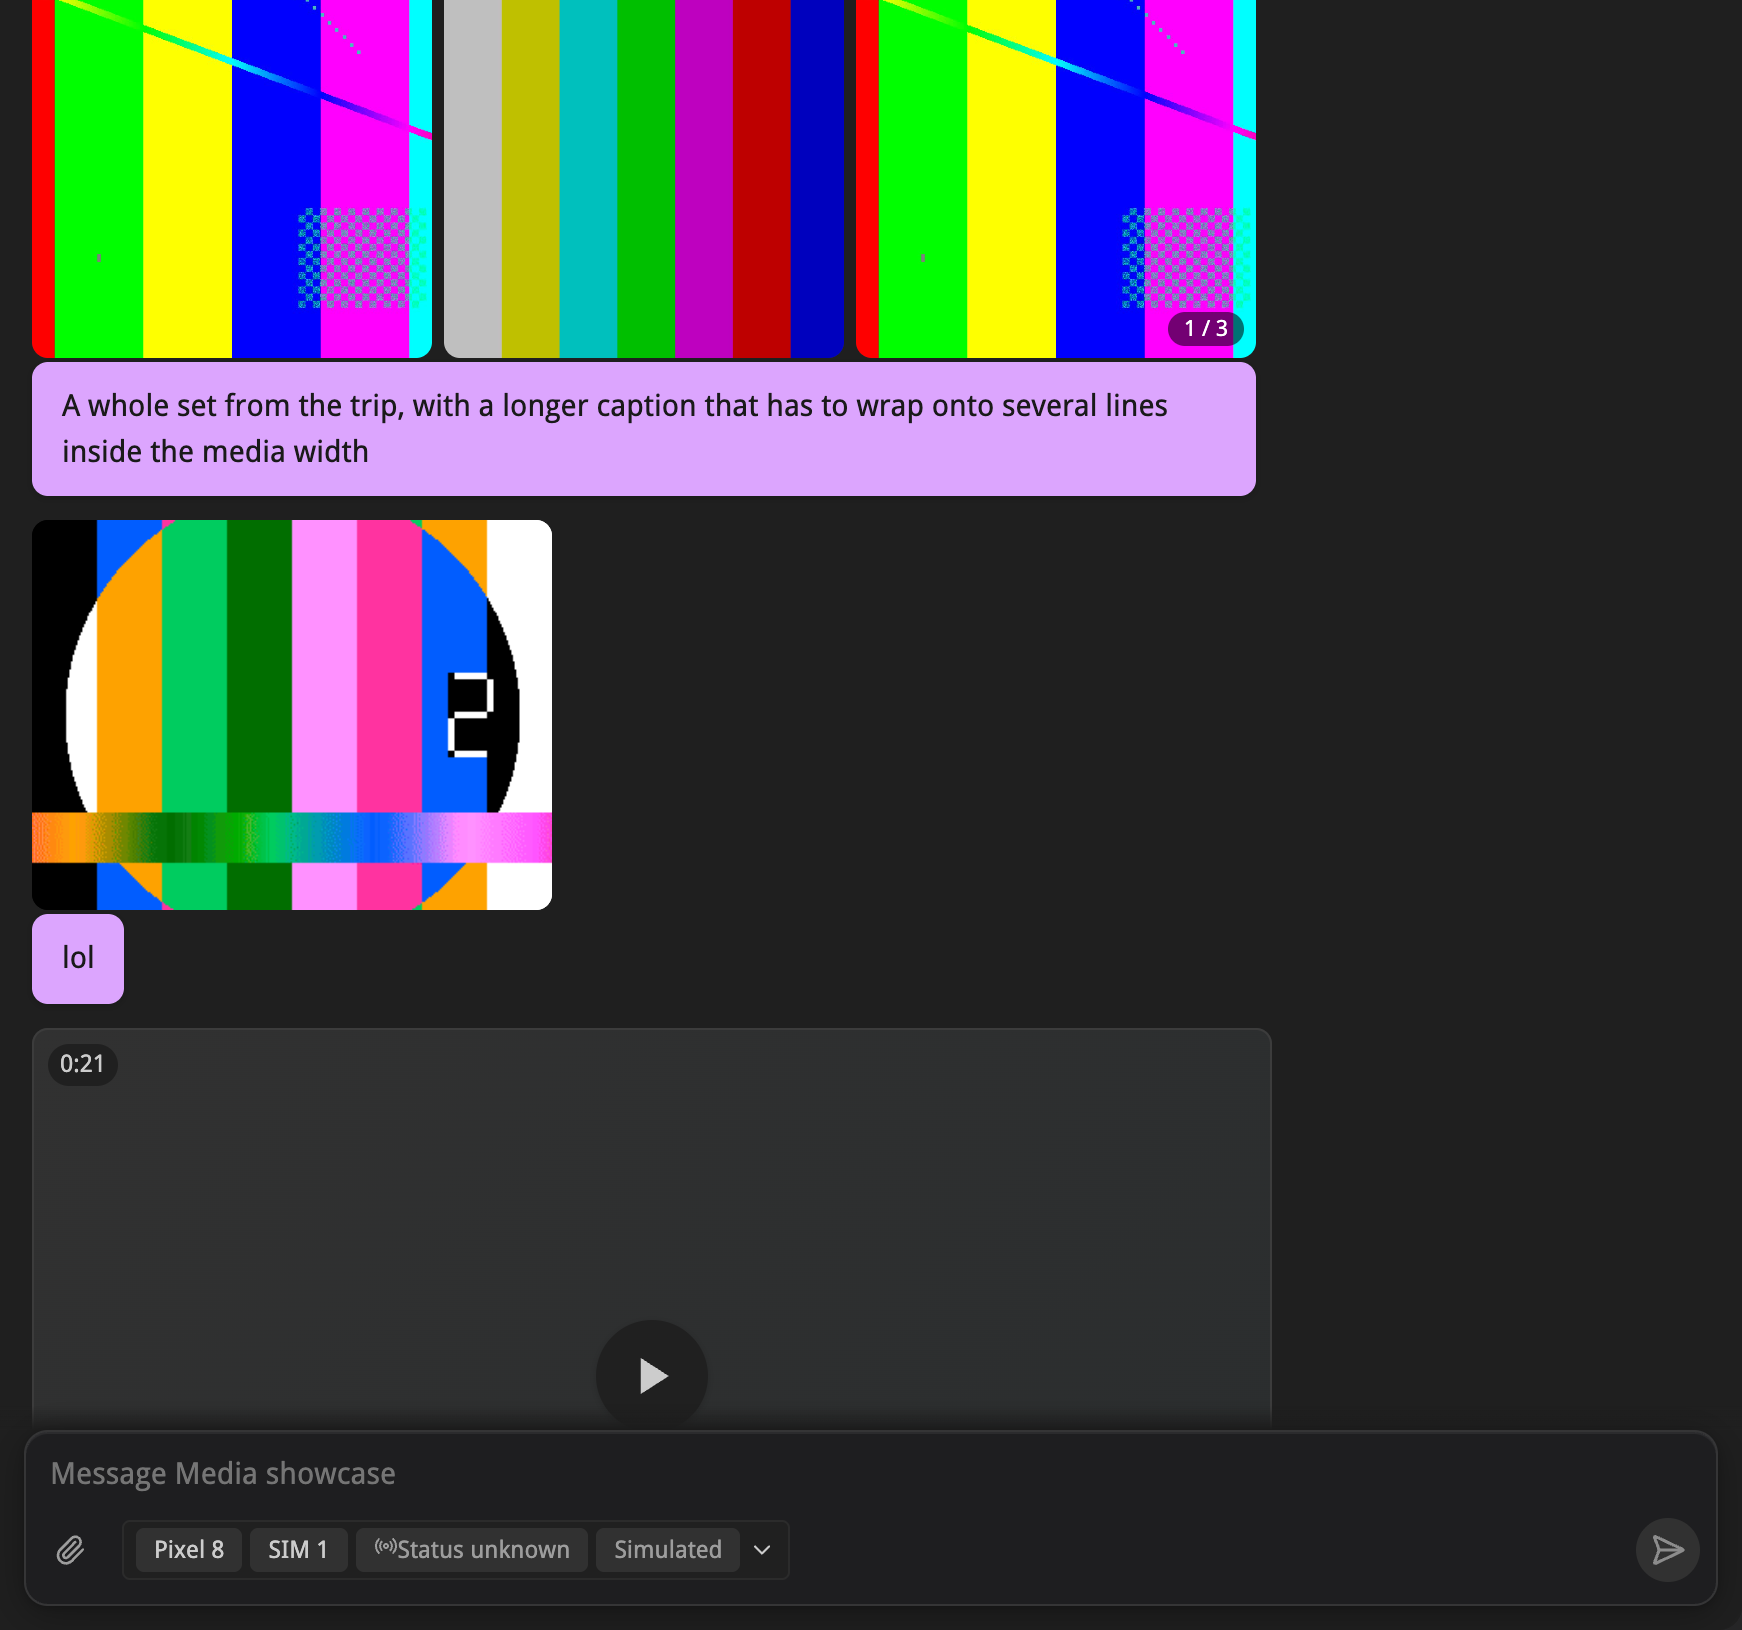 1 / 3
A whole set from the trip, with a longer caption that has to wrap onto several lines
inside the media width
2
lol
0:21
Message Media showcase
Pixel 8 SIM 1 Status unknown Simulated